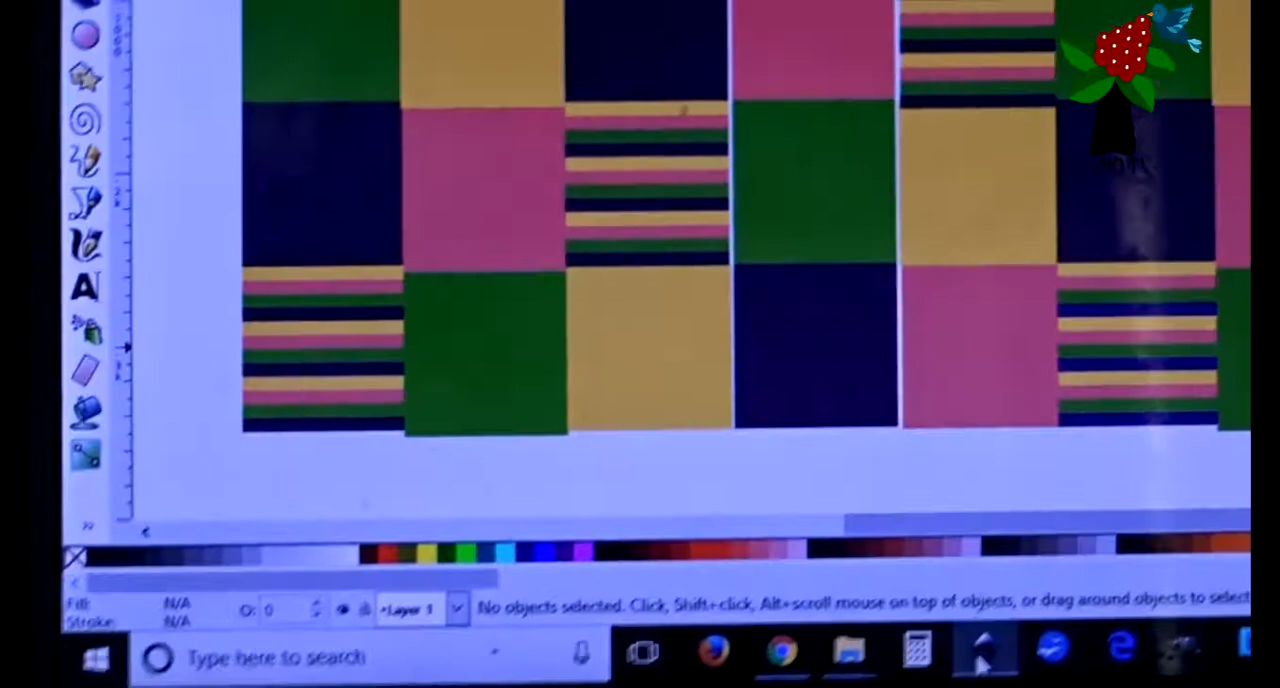 Fill: N/A
Stroke: N/A
O: 0
•Layer 1
No objects selected. Click, Shift+click, Alt+scroll mouse on top of objects, or drag around objects to select
Type here to search